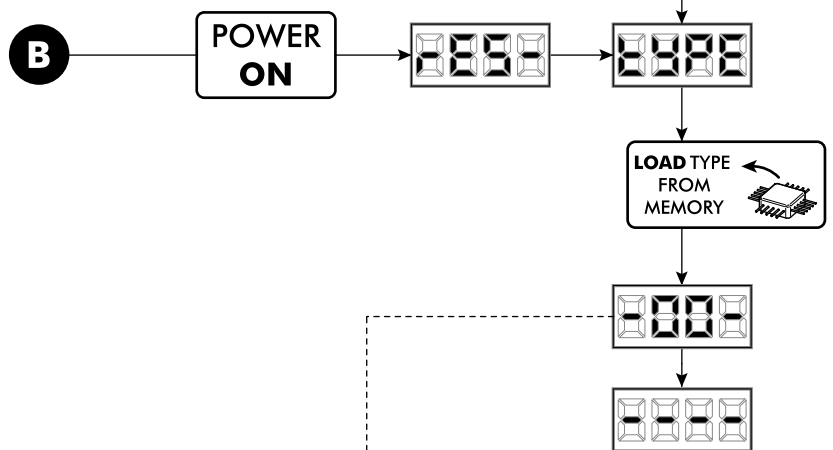 B
POWER
ON
rES-
tYPE
LOAD TYPE
FROM
MEMORY
-00-
----